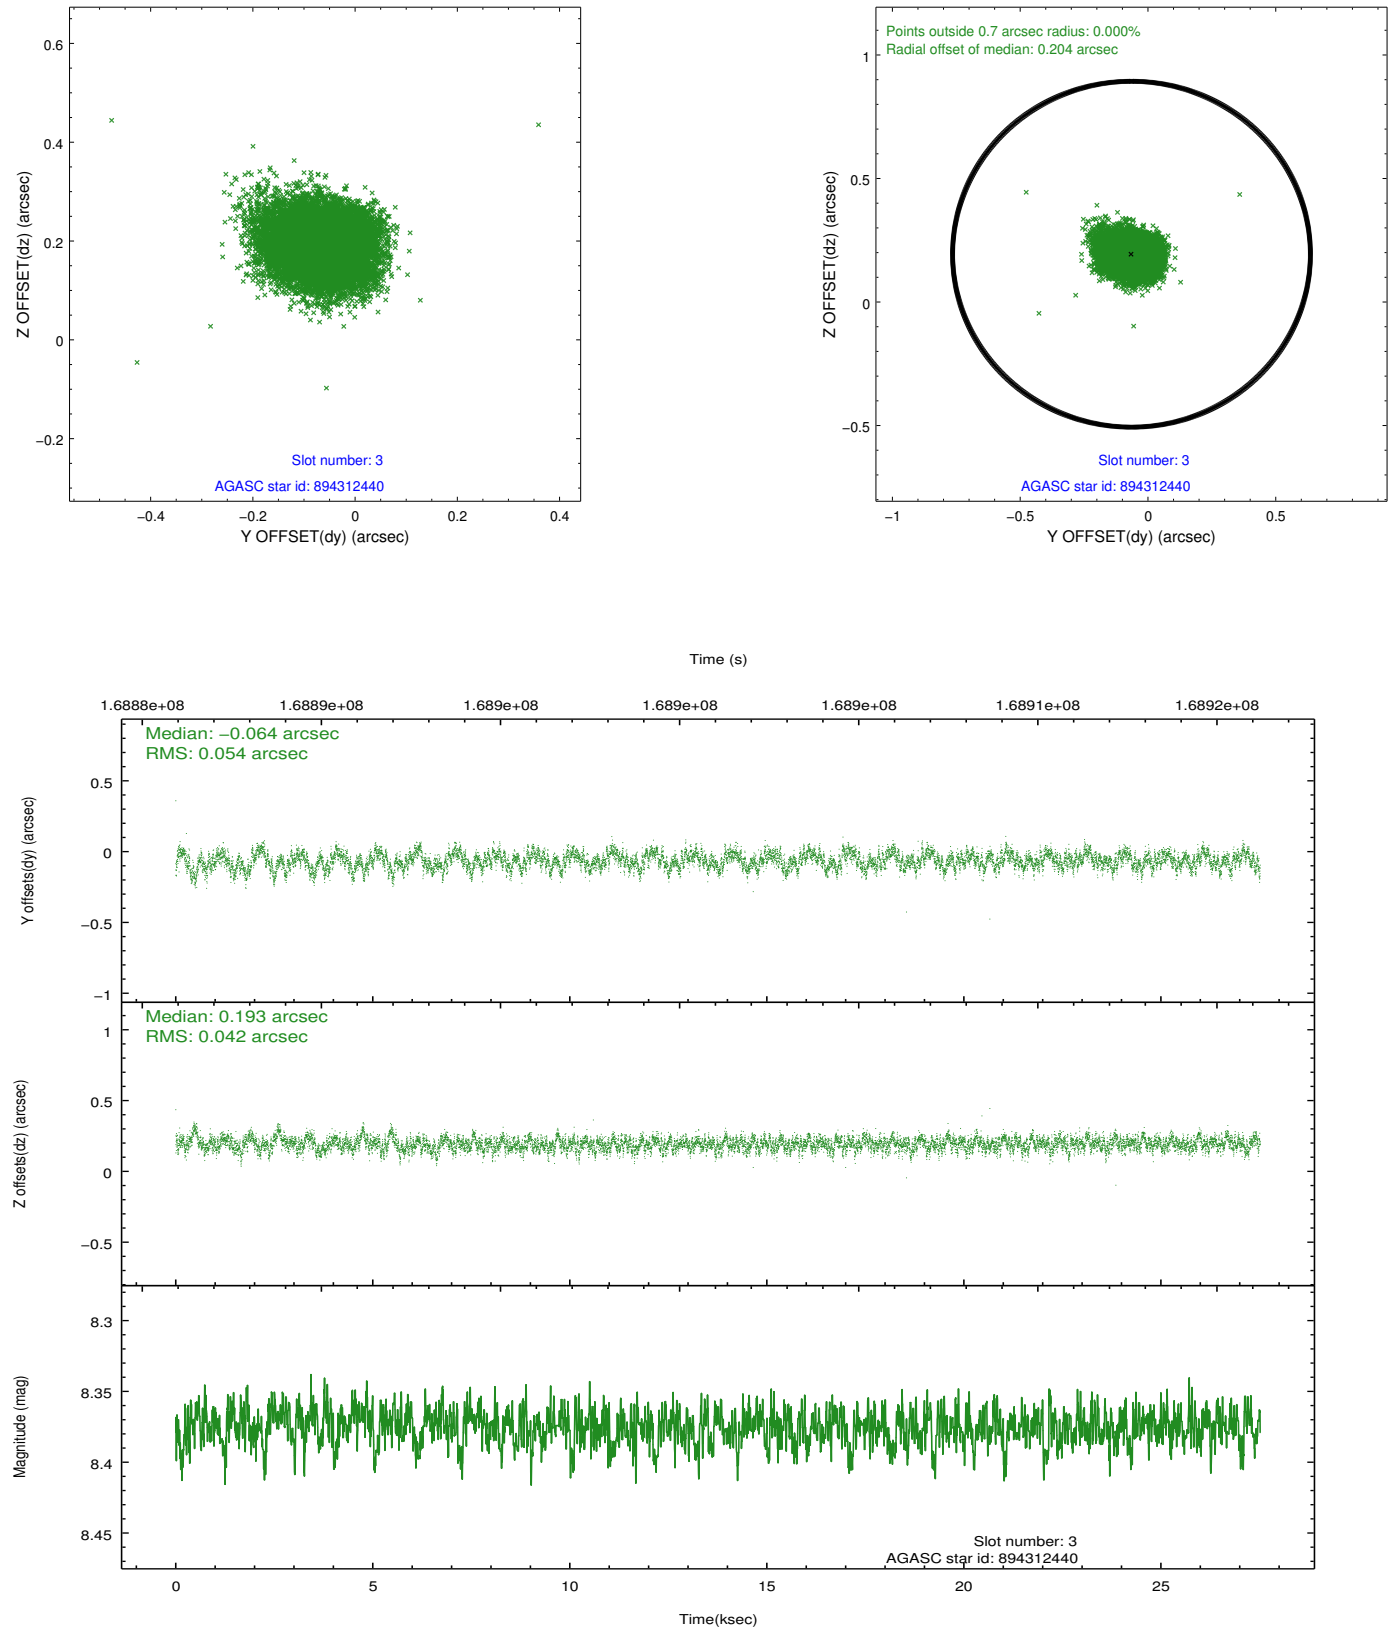 0.6
0.4
0.2
0
−0.2
Z OFFSET(dz) (arcsec)
Slot number: 3
AGASC star id: 894312440
−0.4 −0.2 0 0.2 0.4
Y OFFSET(dy) (arcsec)
Points outside 0.7 arcsec radius: 0.000%
Radial offset of median: 0.204 arcsec
1
0.5
0
−0.5
Z OFFSET(dz) (arcsec)
Slot number: 3
AGASC star id: 894312440
−1 −0.5 0 0.5
Y OFFSET(dy) (arcsec)
Time (s)
1.6888e+08 1.6889e+08 1.689e+08 1.689e+08 1.689e+08 1.6891e+08 1.6892e+08
Median: −0.064 arcsec
RMS: 0.054 arcsec
0.5
0
−0.5
−1
Y offsets(dy) (arcsec)
Median: 0.193 arcsec
RMS: 0.042 arcsec
1
0.5
0
−0.5
Z offsets(dz) (arcsec)
8.3
8.35
8.4
8.45
Magnitude (mag)
Slot number: 3
AGASC star id: 894312440
0 5 10 15 20 25
Time(ksec)